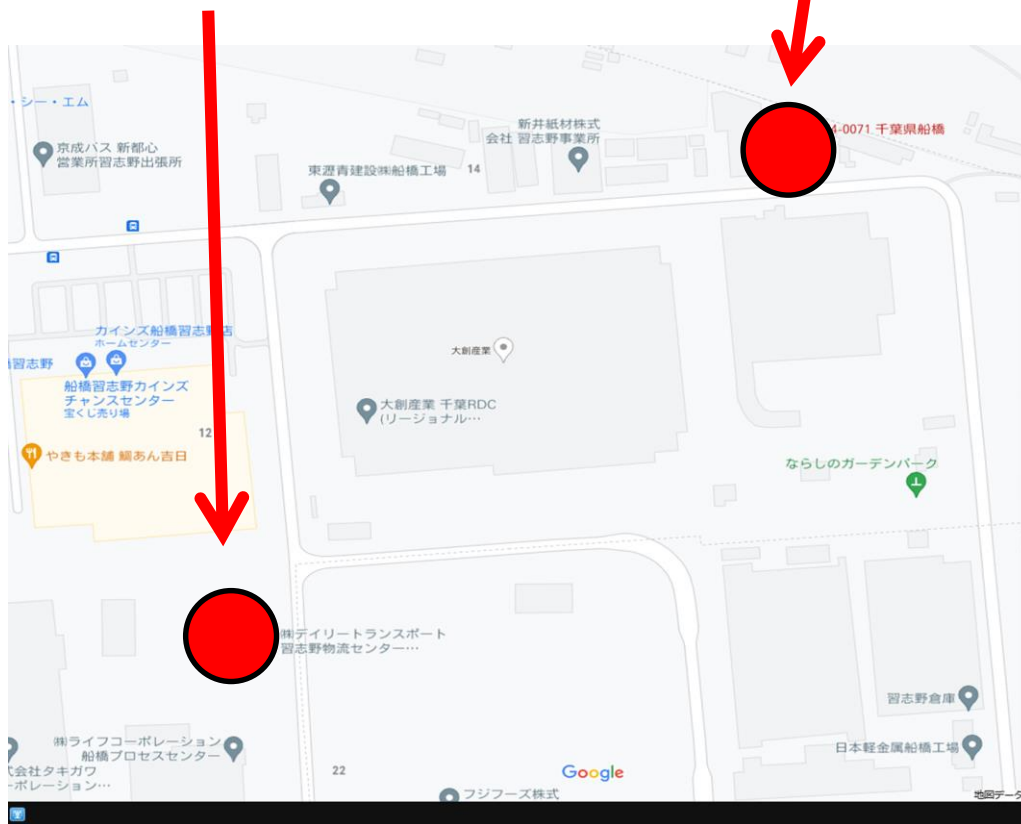 ・シー・エム
京成バス 新都心
営業所習志野出張所
新井紙材株式
会社 習志野事業所
東瀝青建設㈱船橋工場
14
4-0071 千葉県船橋
カインズ船橋習志野店
ホームセンター
習志野
船橋習志野カインズ
チャンスセンター
宝くじ売り場
12
やきも本舗 鯛あん吉日
大創産業
大創産業 千葉RDC
(リージョナル…
ならしのガーデンパーク
㈱デイリートランスポート
習志野物流センター…
習志野倉庫
㈱ライフコーポレーション
船橋プロセスセンター
式会社タキガワ
ーポレーション…
22
Google
日本軽金属船橋工場
フジフーズ株式
地図データ